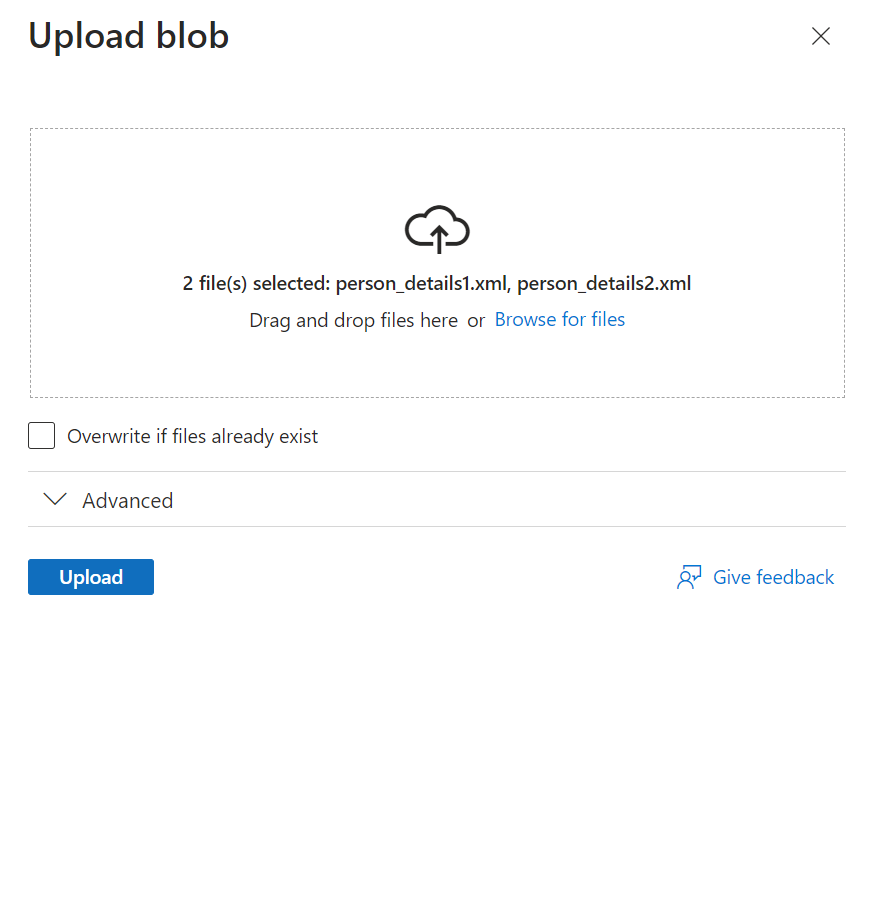 Upload blob
2 file(s) selected: person_details1.xml, person_details2.xml
Drag and drop files here or Browse for files
Overwrite if files already exist
Advanced
Upload
Give feedback